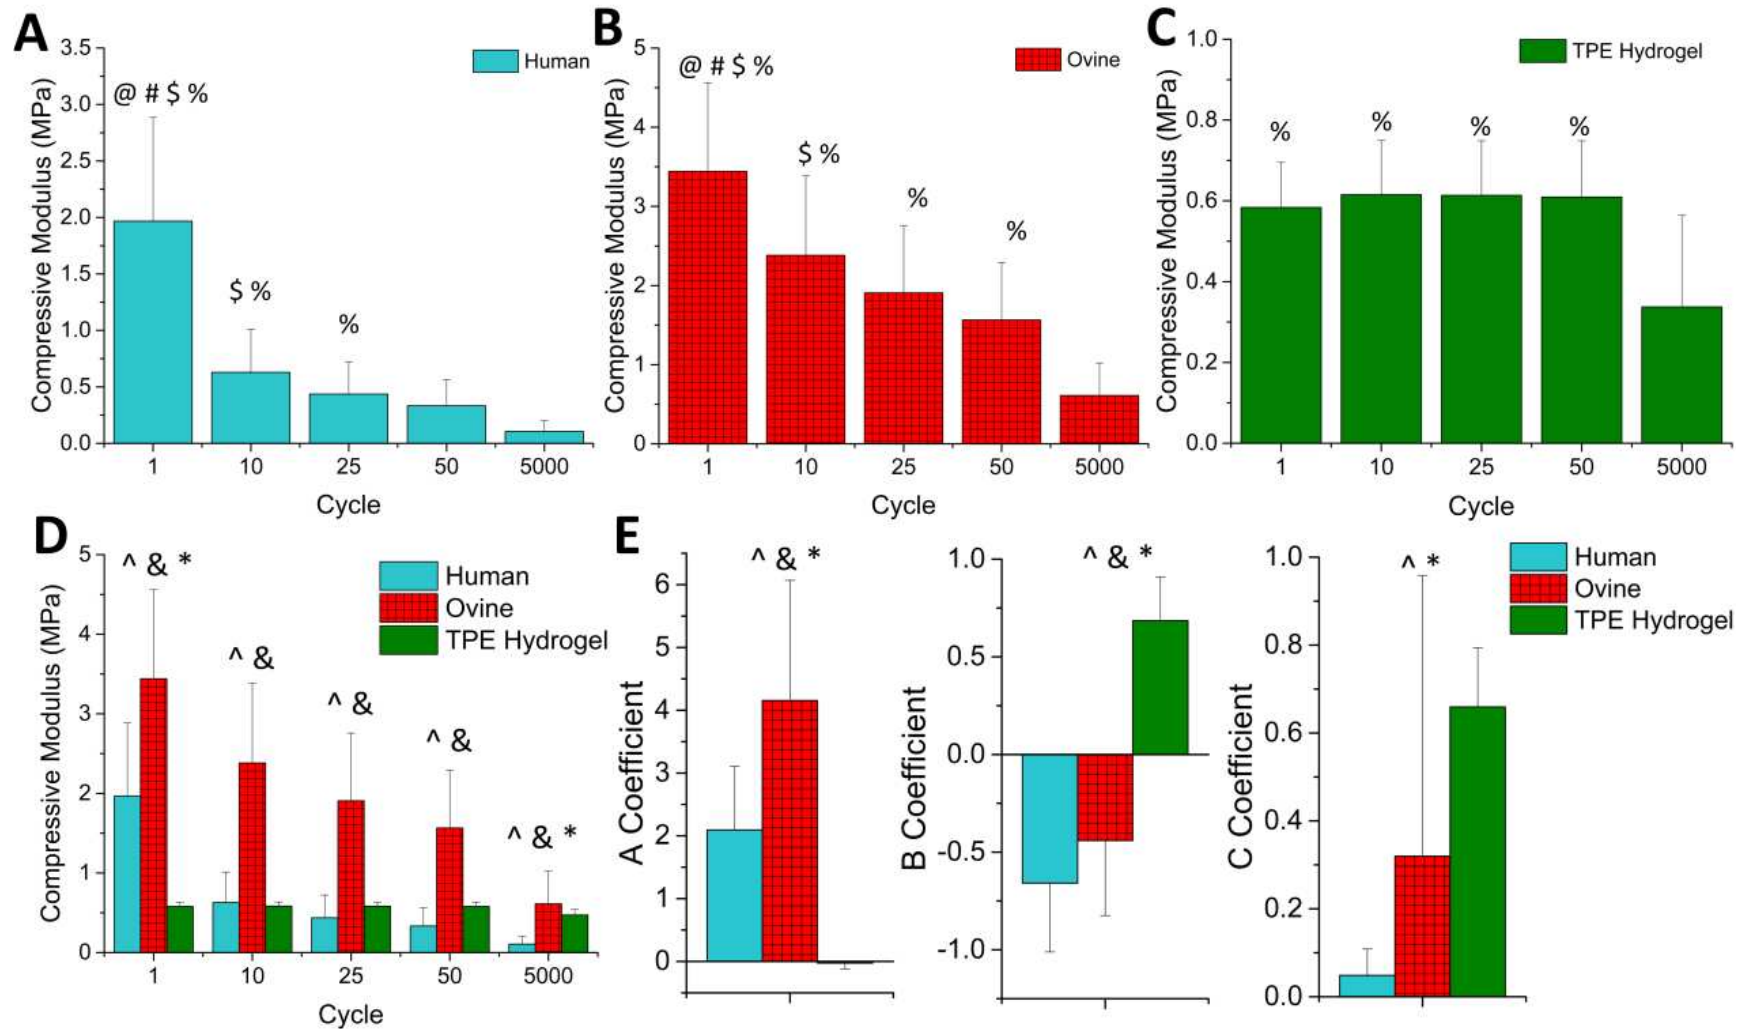 A
Compressive Modulus (MPa)
3.5
3.0
2.5
2.0
1.5
1.0
0.5
0.0
Human
@ # $ %
$ %
%
1 10 25 50 5000
Cycle
B
Compressive Modulus (MPa)
5
4
3
2
1
0
Ovine
@ # $ %
$ %
%
%
1 10 25 50 5000
Cycle
C
Compressive Modulus (MPa)
1.0
0.8
0.6
0.4
0.2
0.0
TPE Hydrogel
% % % %
1 10 25 50 5000
Cycle
D
Compressive Modulus (MPa)
5
4
3
2
1
0
Human
Ovine
TPE Hydrogel
^ & *
^ &
^ &
^ &
^ & *
1 10 25 50 5000
Cycle
E
A Coefficient
6
5
4
3
2
1
0
^ & *
B Coefficient
1.0
0.5
0.0
-0.5
-1.0
^ & *
C Coefficient
1.0
0.8
0.6
0.4
0.2
0.0
^ *
Human
Ovine
TPE Hydrogel